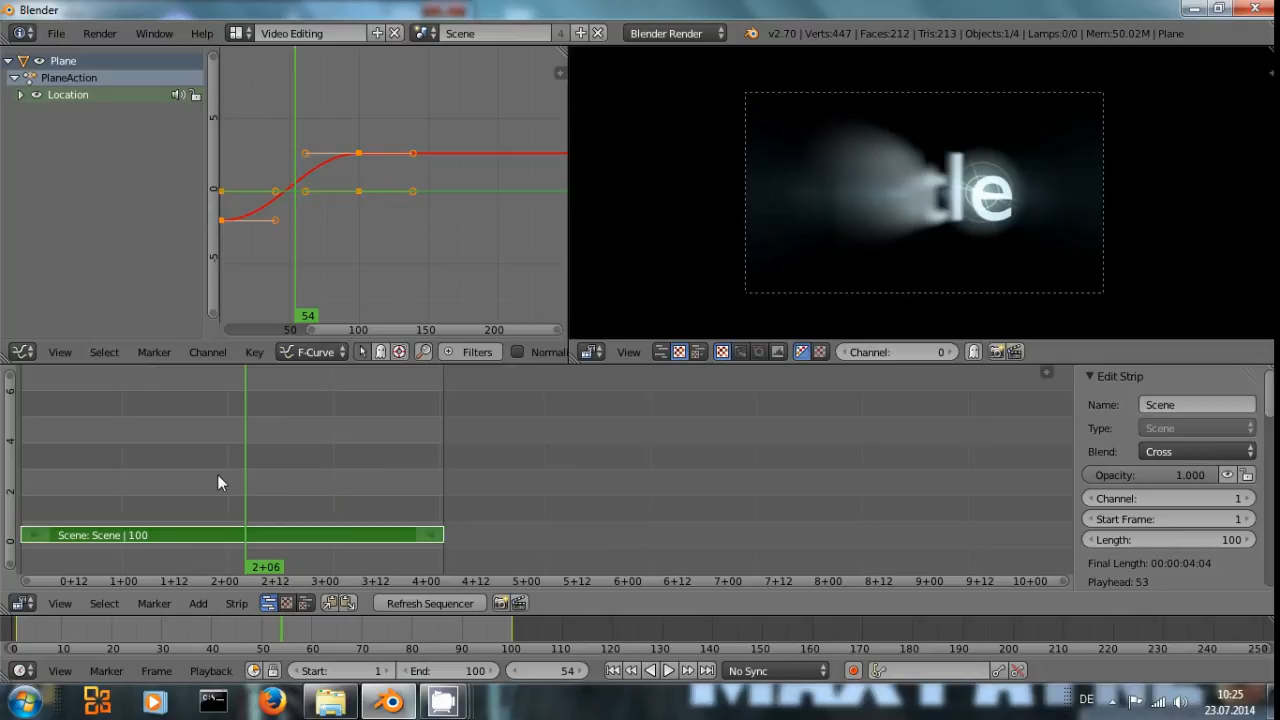 Blender
File Render Window Help Video Editing Scene 4 Blender Render v2.70 | Verts:447 | Faces:212 | Tris:213 | Objects:1/4 | Lamps:0/0 | Mem:50.02M | Plane
Plane
PlaneAction
Location
5
0
5
54
50 100 150 200
le
View Select Marker Channel Key F-Curve Filters Normal
View Channel: 0
6
4
2
0
Scene: Scene | 100
2+06
0+12 1+00 1+12 2+00 3+00 3+12 4+00 4+12 5+00 5+12 6+00 6+12 7+00 7+12 8+00 8+12 9+00 9+12 10+00
Edit Strip
Name: Scene
Type: Scene
Blend: Cross
Opacity: 1.000
Channel: 1
Start Frame: 1
Length: 100
Final Length: 00:00:04:04
Playhead: 53
View Select Marker Add Strip Refresh Sequencer
0 10 20 30 40 50 60 70 80 90 100 110 120 130 140 150 160 170 180 190 200 210 220 230 240 250
View Marker Frame Playback Start: 1 End: 100 54 No Sync
DE
10:25
23.07.2014